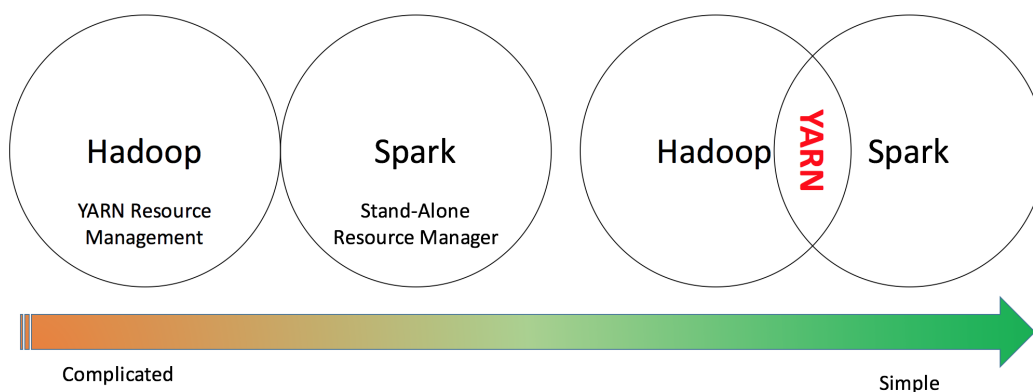 Hadoop
YARN Resource
Management
Spark
Stand-Alone
Resource Manager
Hadoop
YARN
Spark
Complicated
Simple